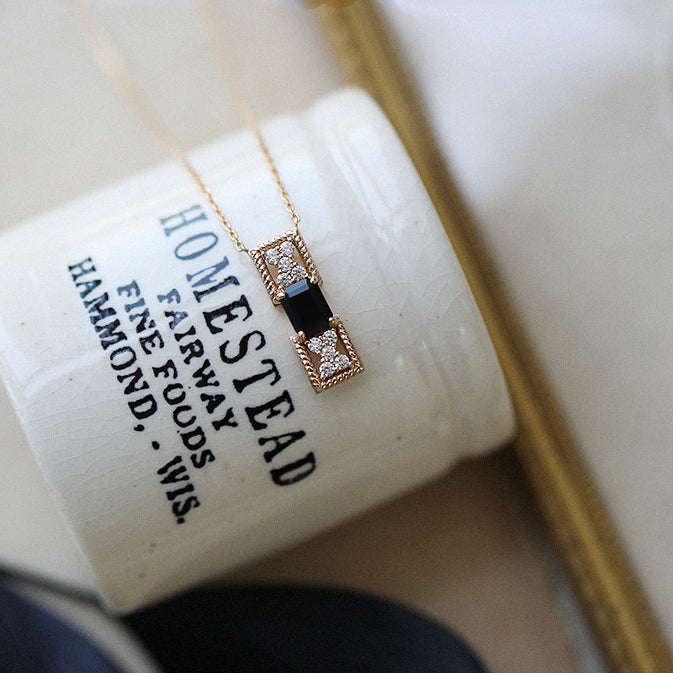 HOMESTEAD
FAIRWAY
FINE FOODS
HAMMOND,-WIS.